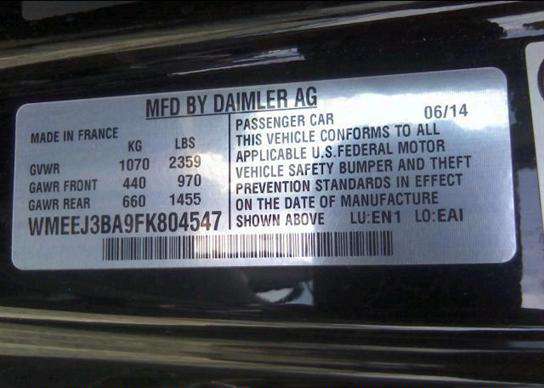 MFD BY DAIMLER AG
MADE IN FRANCE
KG LBS
GVWR 1070 2359
GAWR FRONT 440 970
GAWR REAR 660 1455
WMEEJ3BA9FK804547
PASSENGER CAR 06/14
THIS VEHICLE CONFORMS TO ALL
APPLICABLE U.S.FEDERAL MOTOR
VEHICLE SAFETY BUMPER AND THEFT
PREVENTION STANDARDS IN EFFECT
ON THE DATE OF MANUFACTURE
SHOWN ABOVE LU:EN1 LO:EAI